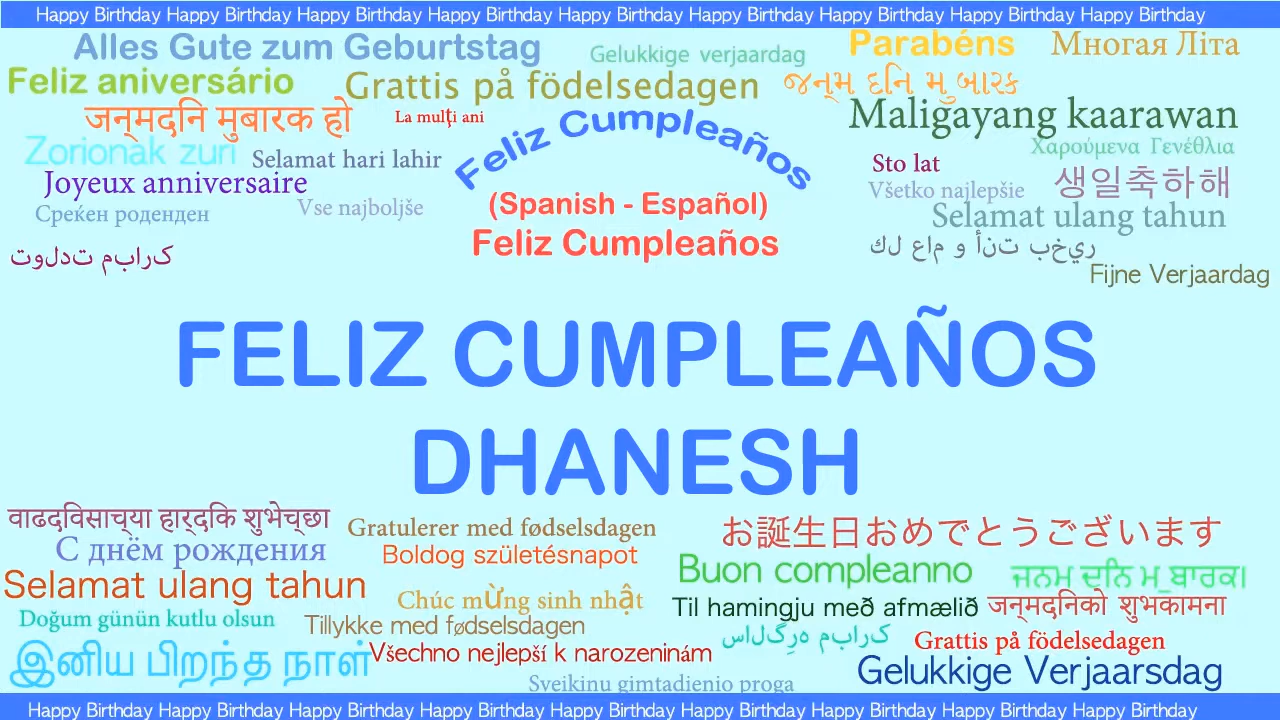 Happy Birthday Happy Birthday Happy Birthday Happy Birthday Happy Birthday Happy Birthday Happy Birthday Happy Birthday Happy Birthday
Alles Gute zum Geburtstag
Gelukkige verjaardag
Parabéns
Многая Літа
Feliz aniversário
Grattis på födelsedagen
જન્મ દનિ મુબારક
जन्मदनि मुबारक हो
La mulţi ani
Feliz Cumpleaños
Maligayang kaarawan
Zorionak zuri
Selamat hari lahir
Sto lat
Χαρούμενα Γενέθλια
Joyeux anniversaire
(Spanish - Español)
Všetko najlepšie
생일축하해
Среќен роденден
Vse najboljše
Feliz Cumpleaños
Selamat ulang tahun
تولدت مبارک
كل عام و أنت بخير
Fijne Verjaardag
FELIZ CUMPLEAÑOS
DHANESH
वाढदविसाच्या हार्दकि शुभेच्छा
Gratulerer med fødselsdagen
お誕生日おめでとうございます
С днём рождения
Boldog születésnapot
Buon compleanno
ਜਨਮ ਦਨਿ ਮੁਬਾਰਕ।
Selamat ulang tahun
Chúc mừng sinh nhật
Til hamingju með afmælið
जन्मदनिको शुभकामना
Doğum günün kutlu olsun
Tillykke med fødselsdagen
سالگرہ مبارک
Grattis på födelsedagen
இனிய பிறந்த நாள்
Všechno nejlepší k narozeninám
Gelukkige Verjaarsdag
Sveikinu gimtadienio proga
Happy Birthday Happy Birthday Happy Birthday Happy Birthday Happy Birthday Happy Birthday Happy Birthday Happy Birthday Happy Birthday